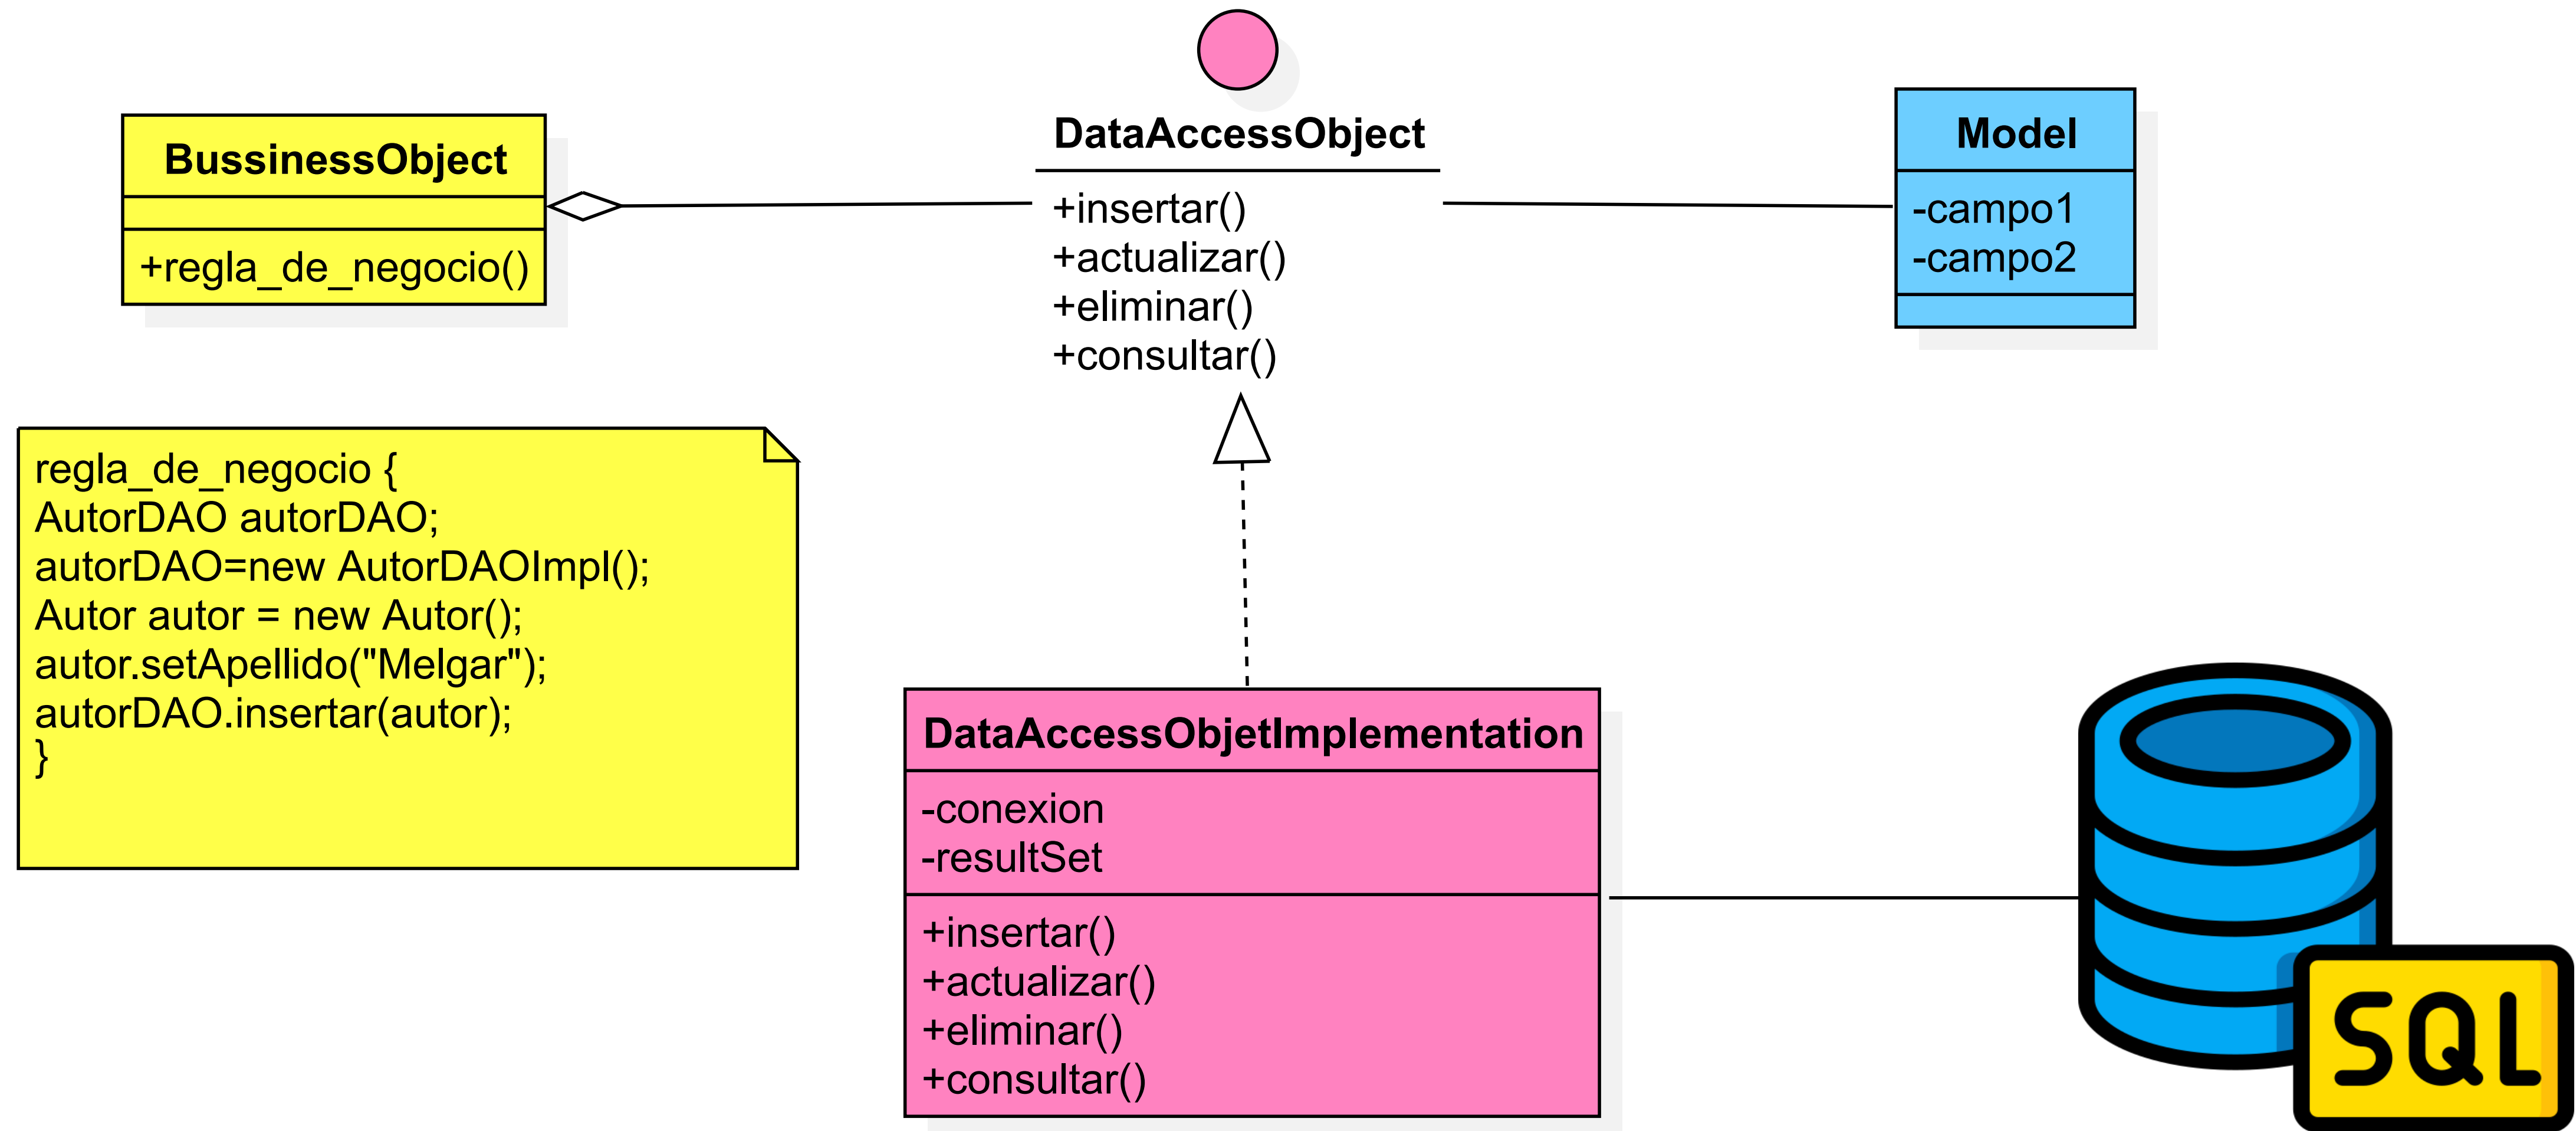 BussinessObject
+regla_de_negocio()
DataAccessObject
+insertar()
+actualizar()
+eliminar()
+consultar()
Model
-campo1
-campo2
regla_de_negocio {
AutorDAO autorDAO;
autorDAO=new AutorDAOImpl();
Autor autor = new Autor();
autor.setApellido("Melgar");
autorDAO.insertar(autor);
}
DataAccessObjetImplementation
-conexion
-resultSet
+insertar()
+actualizar()
+eliminar()
+consultar()
SQL